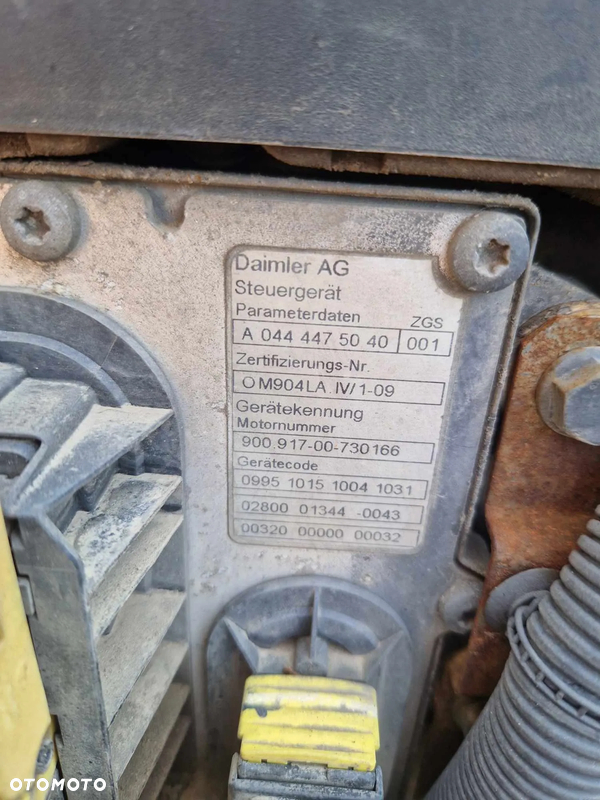 Daimler AG
Steuergerät
Parameterdaten ZGS
A 044 447 50 40 001
Zertifizierungs-Nr.
OM904LA.IV/1-09
Gerätekennung
Motornummer
900.917-00-730166
Gerätecode
0995 1015 1004 1031
02800 01344 -0043
00320 00000 00032
OTOMOTO